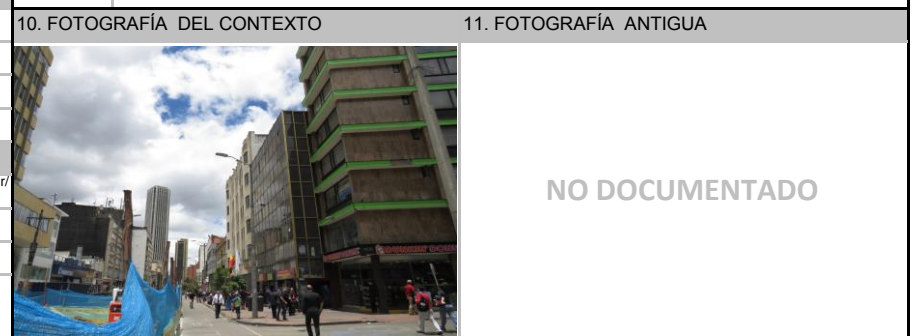 10. FOTOGRAFÍA DEL CONTEXTO
11. FOTOGRAFÍA ANTIGUA
r/
NO DOCUMENTADO